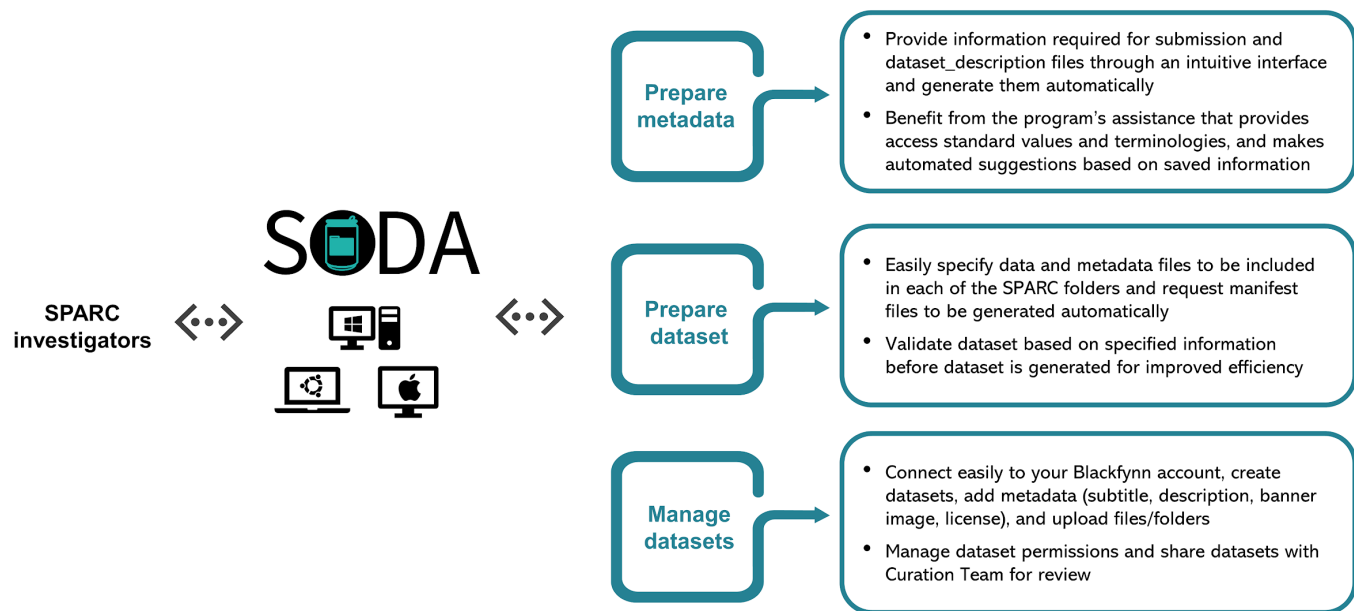 Prepare
metadata
• Provide information required for submission and
dataset_description files through an intuitive interface
and generate them automatically
• Benefit from the program's assistance that provides
access standard values and terminologies, and makes
automated suggestions based on saved information
SODA
SPARC
investigators
Prepare
dataset
• Easily specify data and metadata files to be included
in each of the SPARC folders and request manifest
files to be generated automatically
• Validate dataset based on specified information
before dataset is generated for improved efficiency
Manage
datasets
• Connect easily to your Blackfynn account, create
datasets, add metadata (subtitle, description, banner
image, license), and upload files/folders
• Manage dataset permissions and share datasets with
Curation Team for review